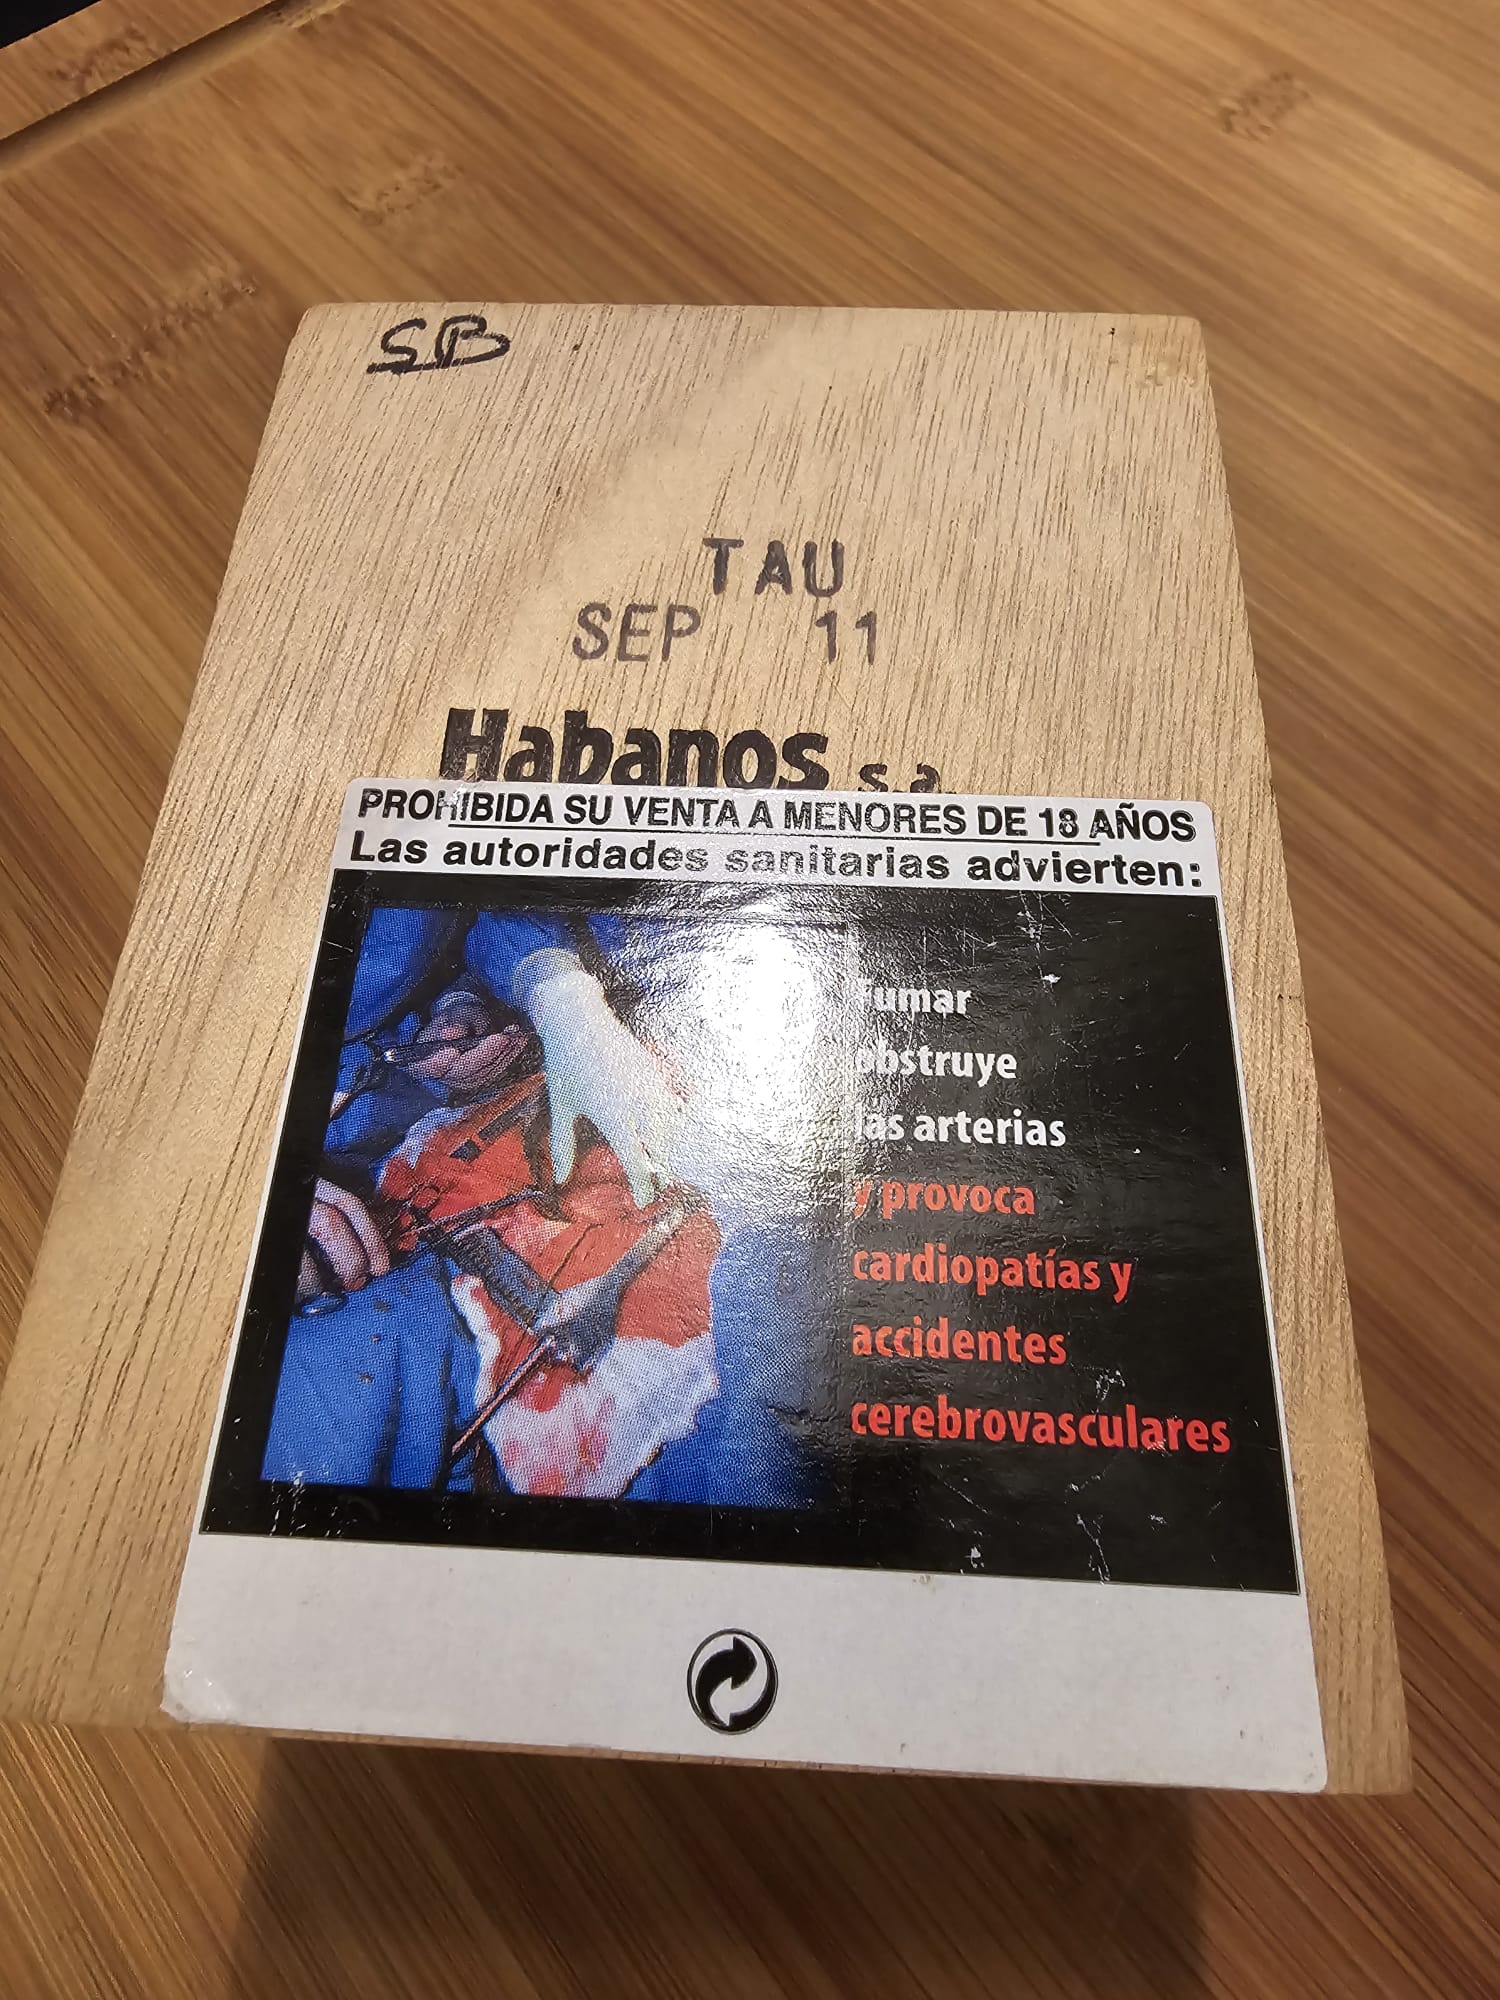 SB
TAU
SEP 11
Habanos s.a.
PROHIBIDA SU VENTA A MENORES DE 18 AÑOS
Las autoridades sanitarias advierten:
Fumar
obstruye
las arterias
y provoca
cardiopatías y
accidentes
cerebrovasculares